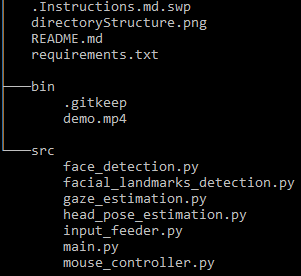 .Instructions.md.swp
directoryStructure.png
README.md
requirements.txt
bin
.gitkeep
demo.mp4
src
face_detection.py
facial_landmarks_detection.py
gaze_estimation.py
head_pose_estimation.py
input_feeder.py
main.py
mouse_controller.py